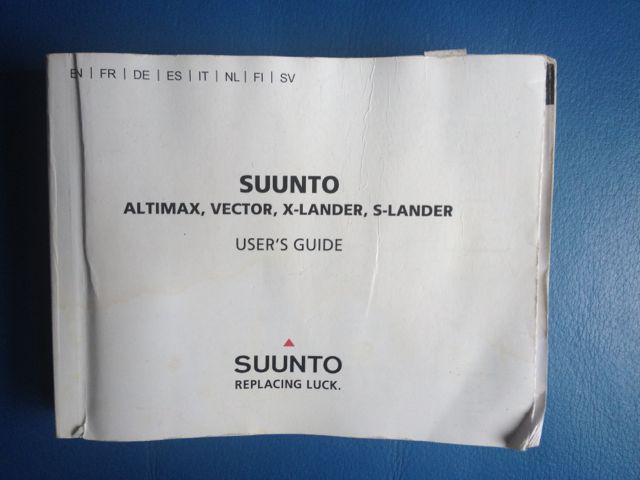 EN | FR | DE | ES | IT | NL | FI | SV
SUUNTO
ALTIMAX, VECTOR, X-LANDER, S-LANDER
USER'S GUIDE
SUUNTO
REPLACING LUCK.